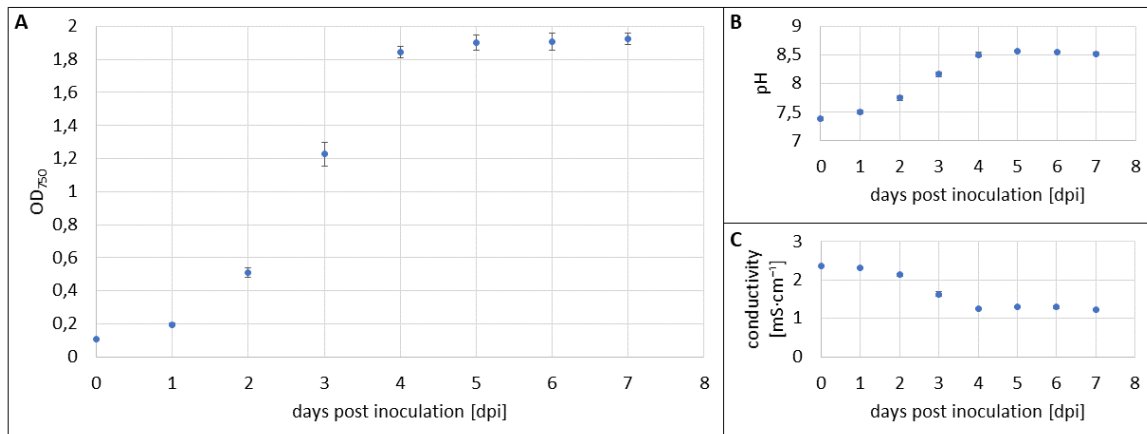 A
2
1,8
1,6
1,4
1,2
1
0,8
0,6
0,4
0,2
0
OD₇₅₀
0 1 2 3 4 5 6 7 8
days post inoculation [dpi]
B
9
8,5
8
7,5
7
pH
0 1 2 3 4 5 6 7 8
days post inoculation [dpi]
C
3
2
1
0
conductivity
[mS·cm⁻¹]
0 1 2 3 4 5 6 7 8
days post inoculation [dpi]